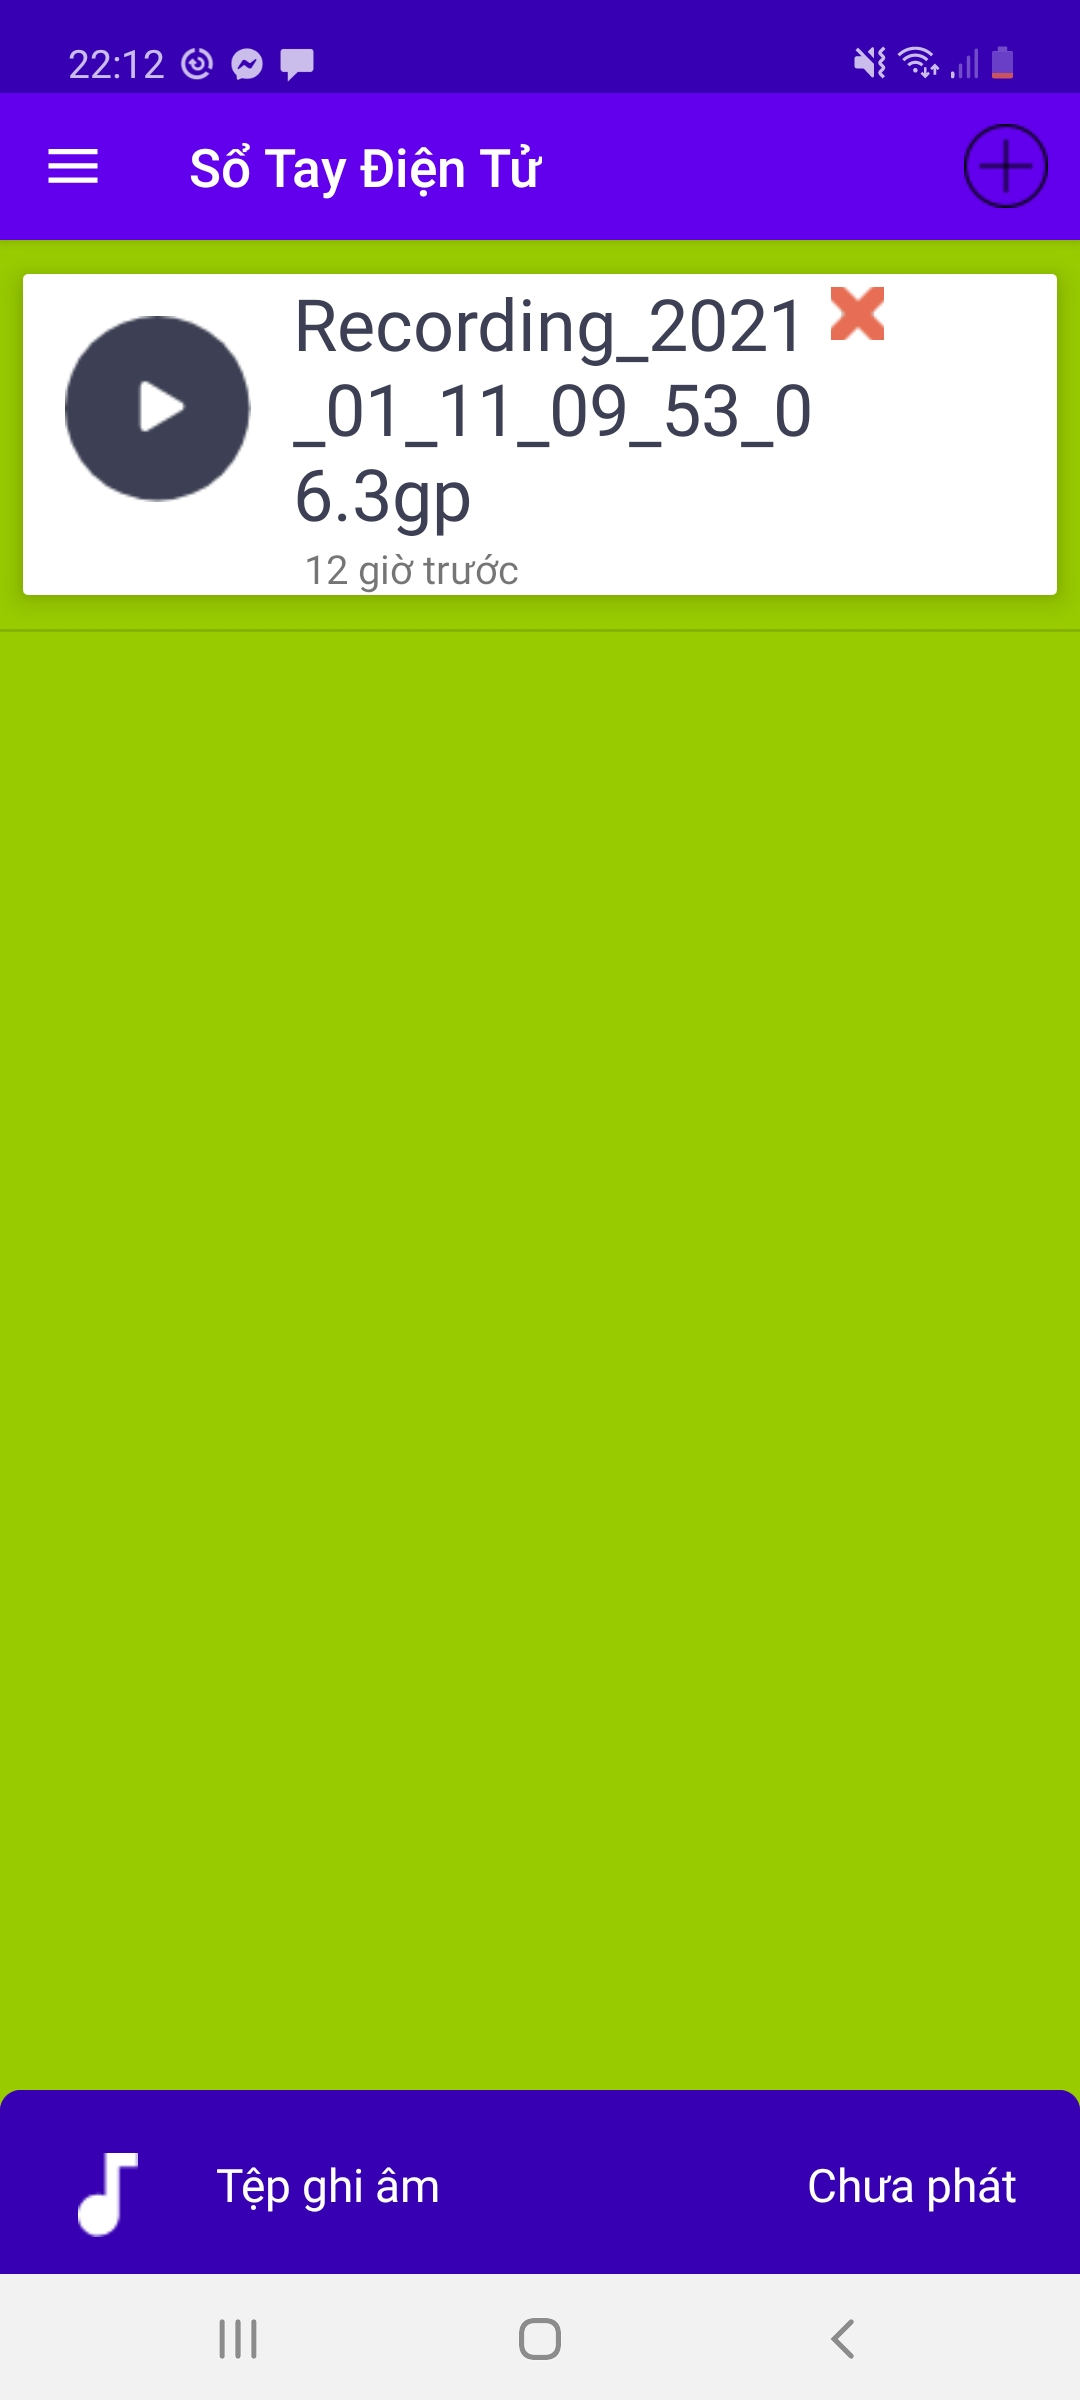 22:12
Sổ Tay Điện Tử
Recording_2021
_01_11_09_53_0
6.3gp
12 giờ trước
Tệp ghi âm
Chưa phát